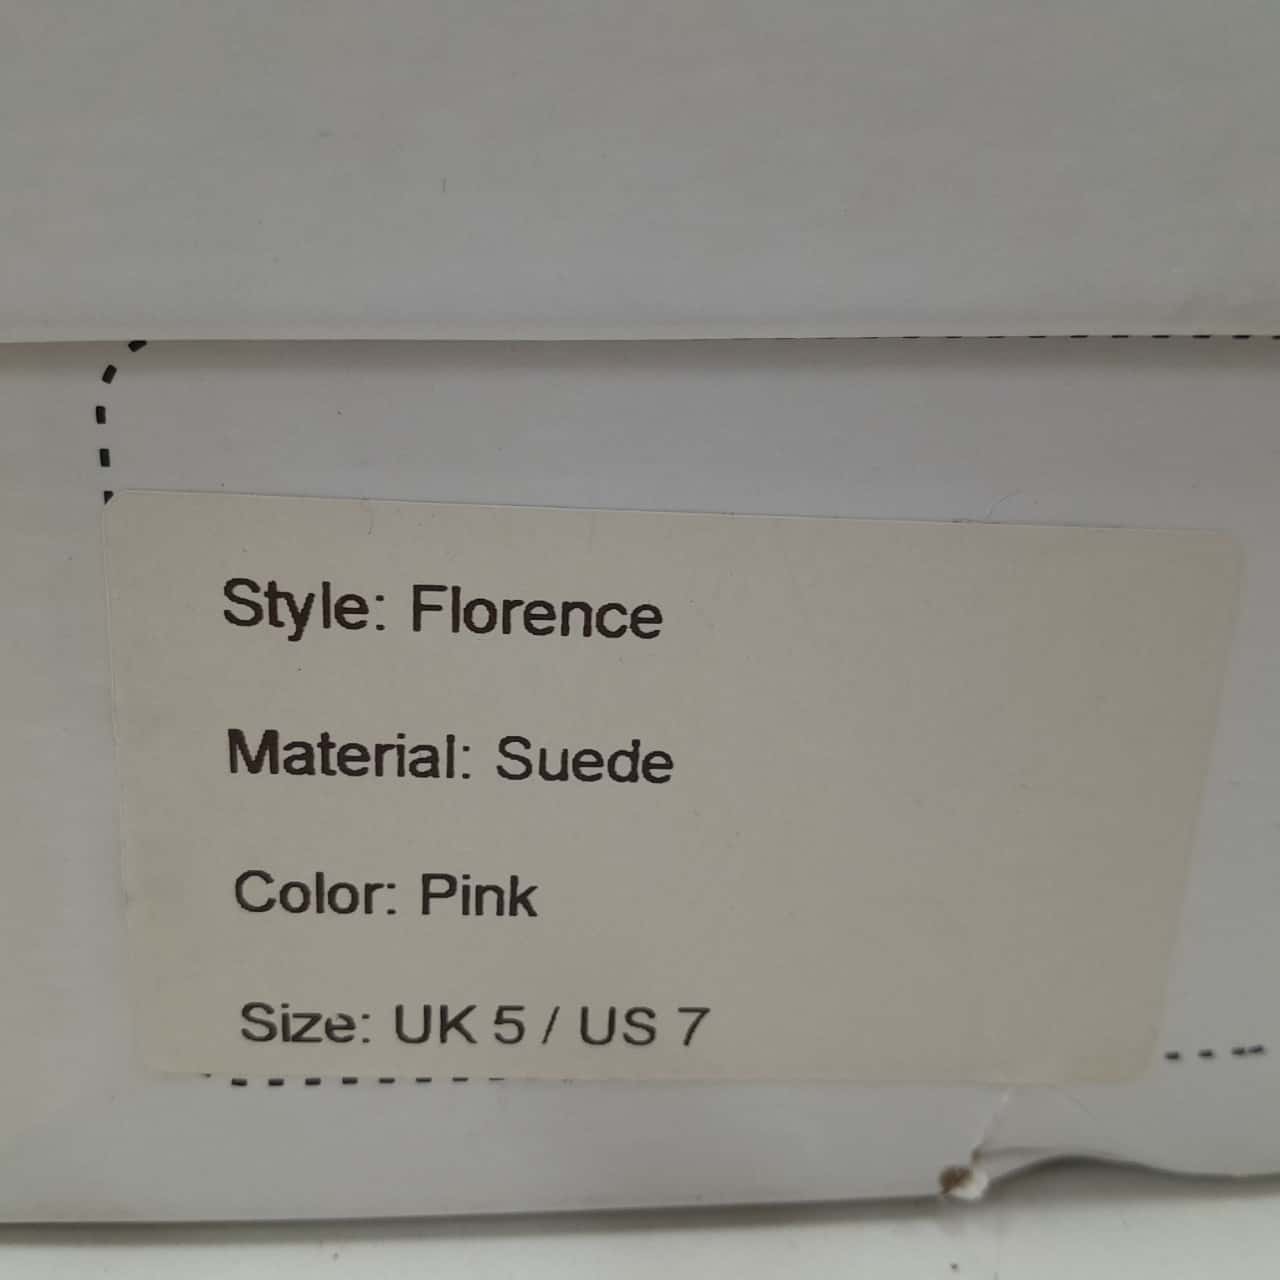 Style: Florence
Material: Suede
Color: Pink
Size: UK 5 / US 7